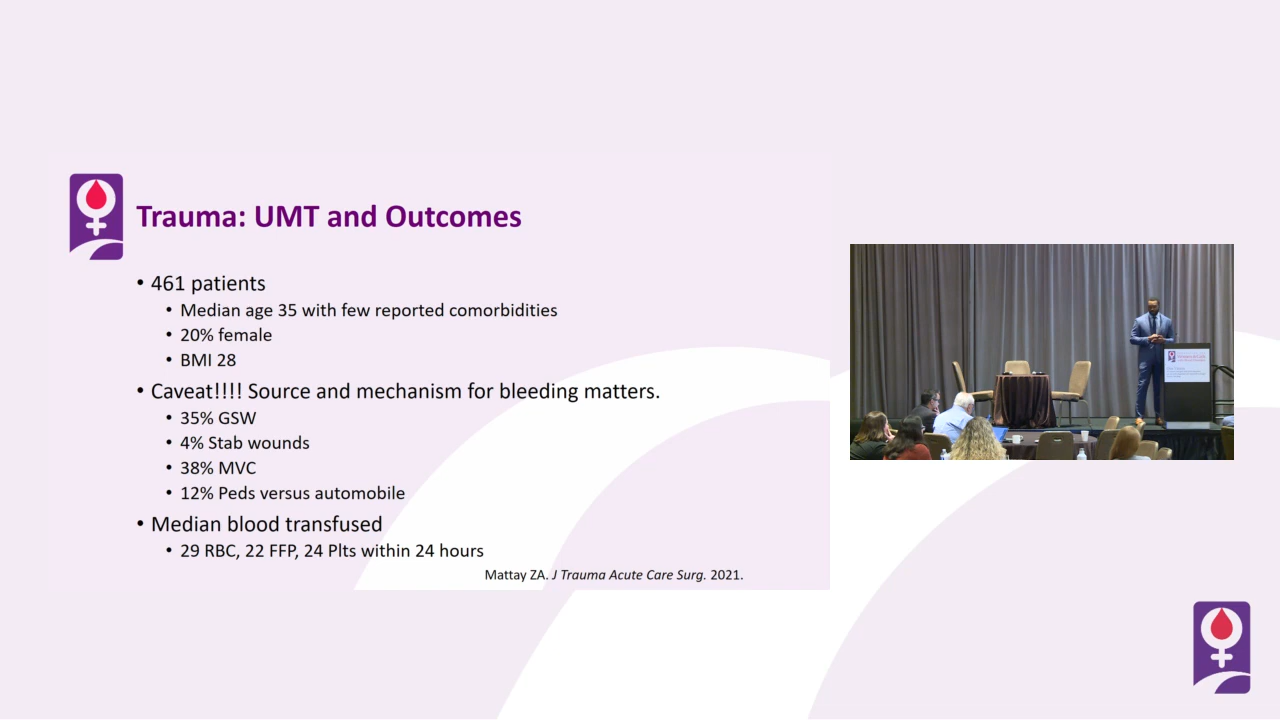 Trauma: UMT and Outcomes
• 461 patients
• Median age 35 with few reported comorbidities
• 20% female
• BMI 28
• Caveat!!!! Source and mechanism for bleeding matters.
• 35% GSW
• 4% Stab wounds
• 38% MVC
• 12% Peds versus automobile
• Median blood transfused
• 29 RBC, 22 FFP, 24 Plts within 24 hours
Mattay ZA. J Trauma Acute Care Surg. 2021.